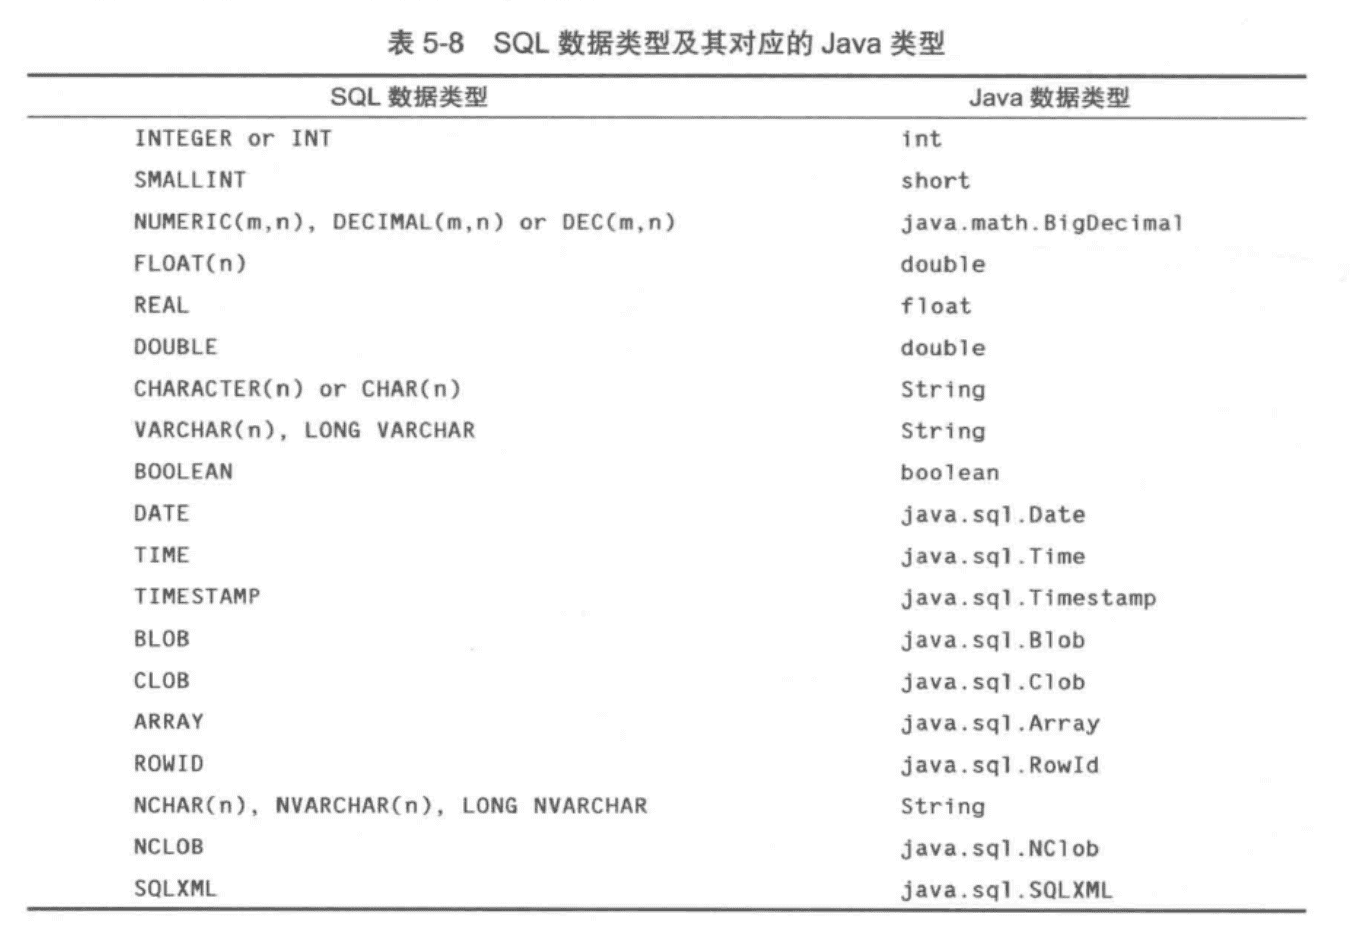 表 5-8 SQL 数据类型及其对应的 Java 类型
SQL 数据类型 Java 数据类型
INTEGER or INT int
SMALLINT short
NUMERIC(m,n), DECIMAL(m,n) or DEC(m,n) java.math.BigDecimal
FLOAT(n) double
REAL float
DOUBLE double
CHARACTER(n) or CHAR(n) String
VARCHAR(n), LONG VARCHAR String
BOOLEAN boolean
DATE java.sql.Date
TIME java.sql.Time
TIMESTAMP java.sql.Timestamp
BLOB java.sql.Blob
CLOB java.sql.Clob
ARRAY java.sql.Array
ROWID java.sql.RowId
NCHAR(n), NVARCHAR(n), LONG NVARCHAR String
NCLOB java.sql.NClob
SQLXML java.sql.SQLXML